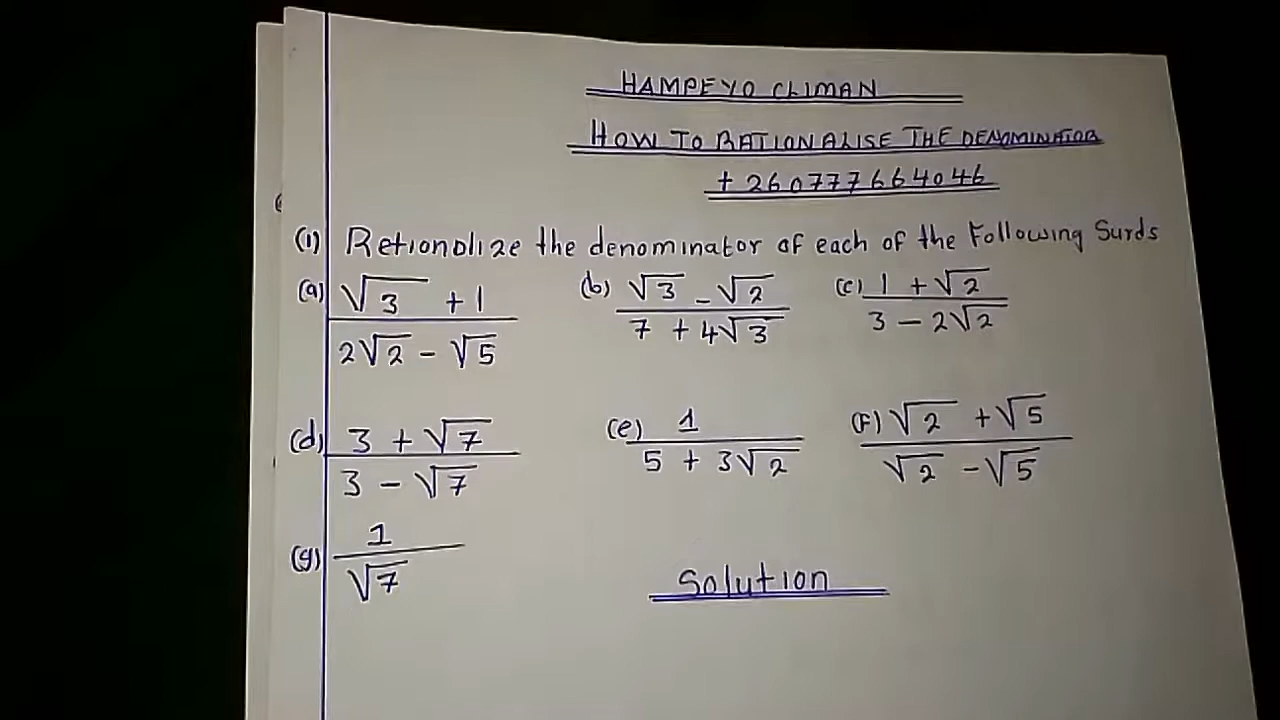 HAMPEYO CLIMAN
HOW TO RATIONALISE THE DENOMINATOR
+260777664046
(1) Retionalize the denominator of each of the Following Surds
(a) √3 + 1 / 2√2 - √5 (b) √3 - √2 / 7 + 4√3 (c) 1 + √2 / 3 - 2√2
(d) 3 + √7 / 3 - √7 (e) 1 / 5 + 3√2 (F) √2 + √5 / √2 - √5
(g) 1 / √7
Solution